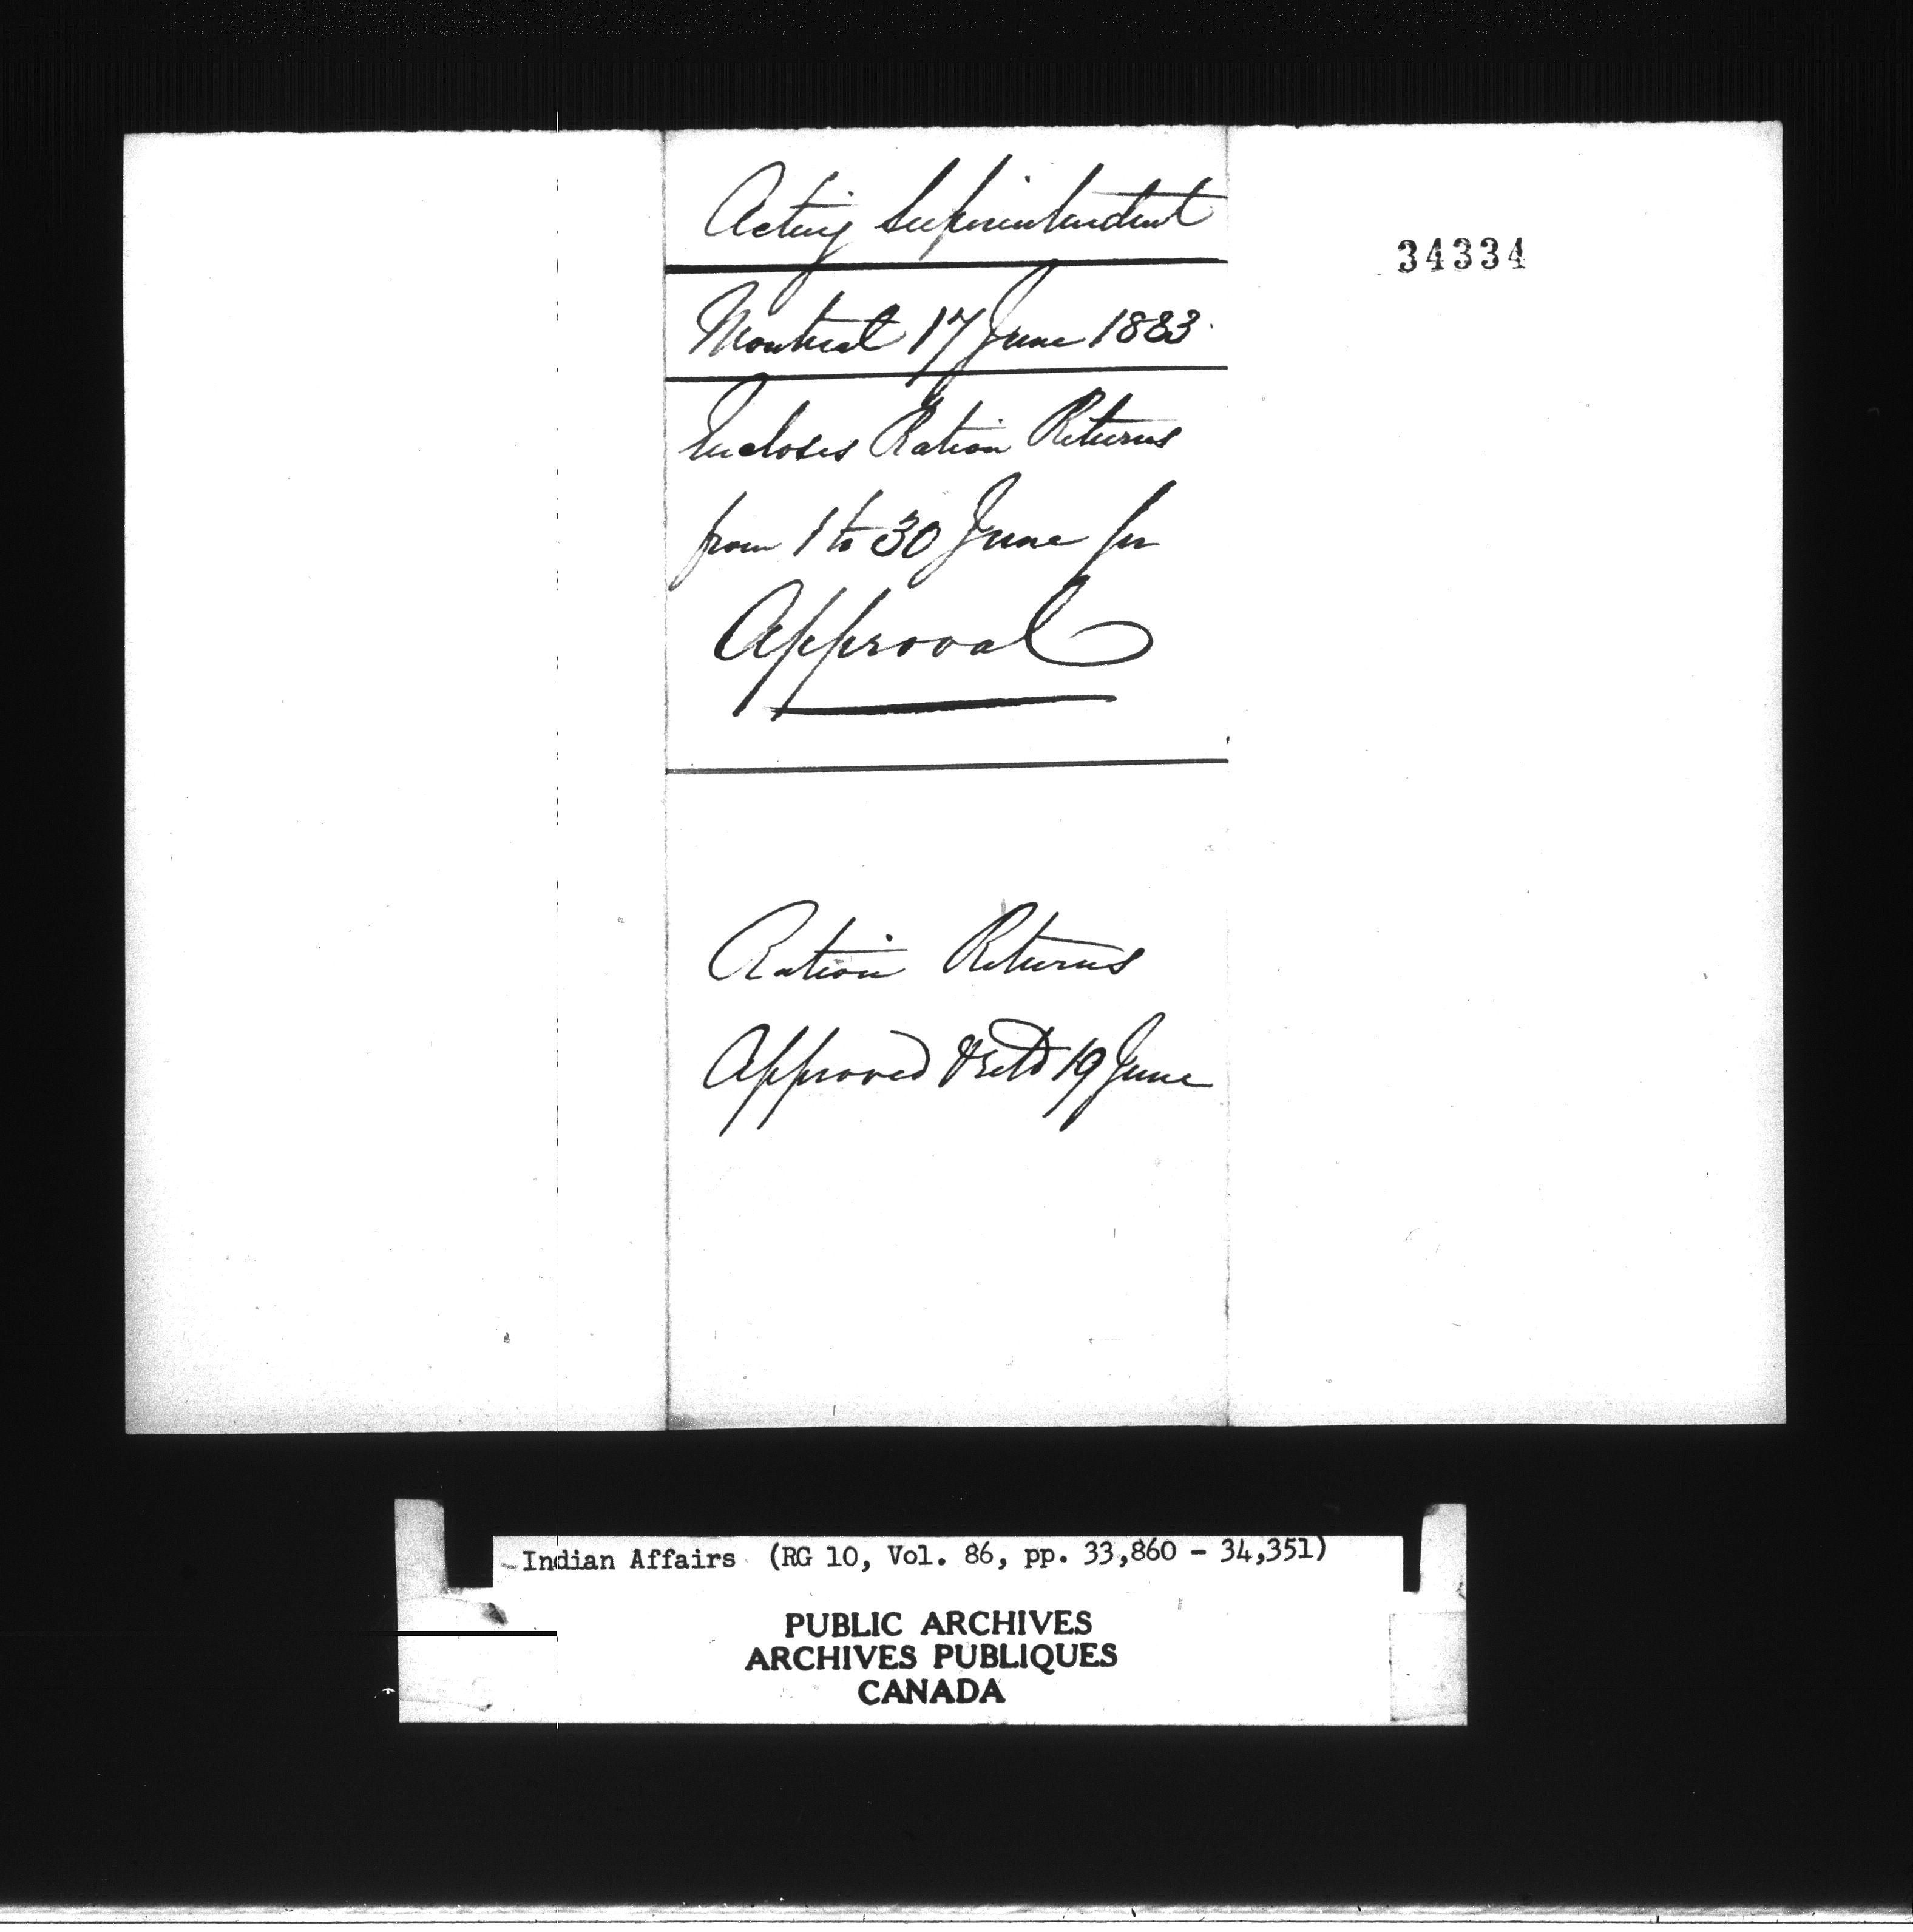 Acting Superintendent
34334
Montreal 17 June 1833
Encloses Ration Returns
from 1 to 30 June for
Approval
Ration Returns
Approved & retd 19 June
Indian Affairs (RG 10, Vol. 86, pp. 33,860 - 34,351)
PUBLIC ARCHIVES
ARCHIVES PUBLIQUES
CANADA